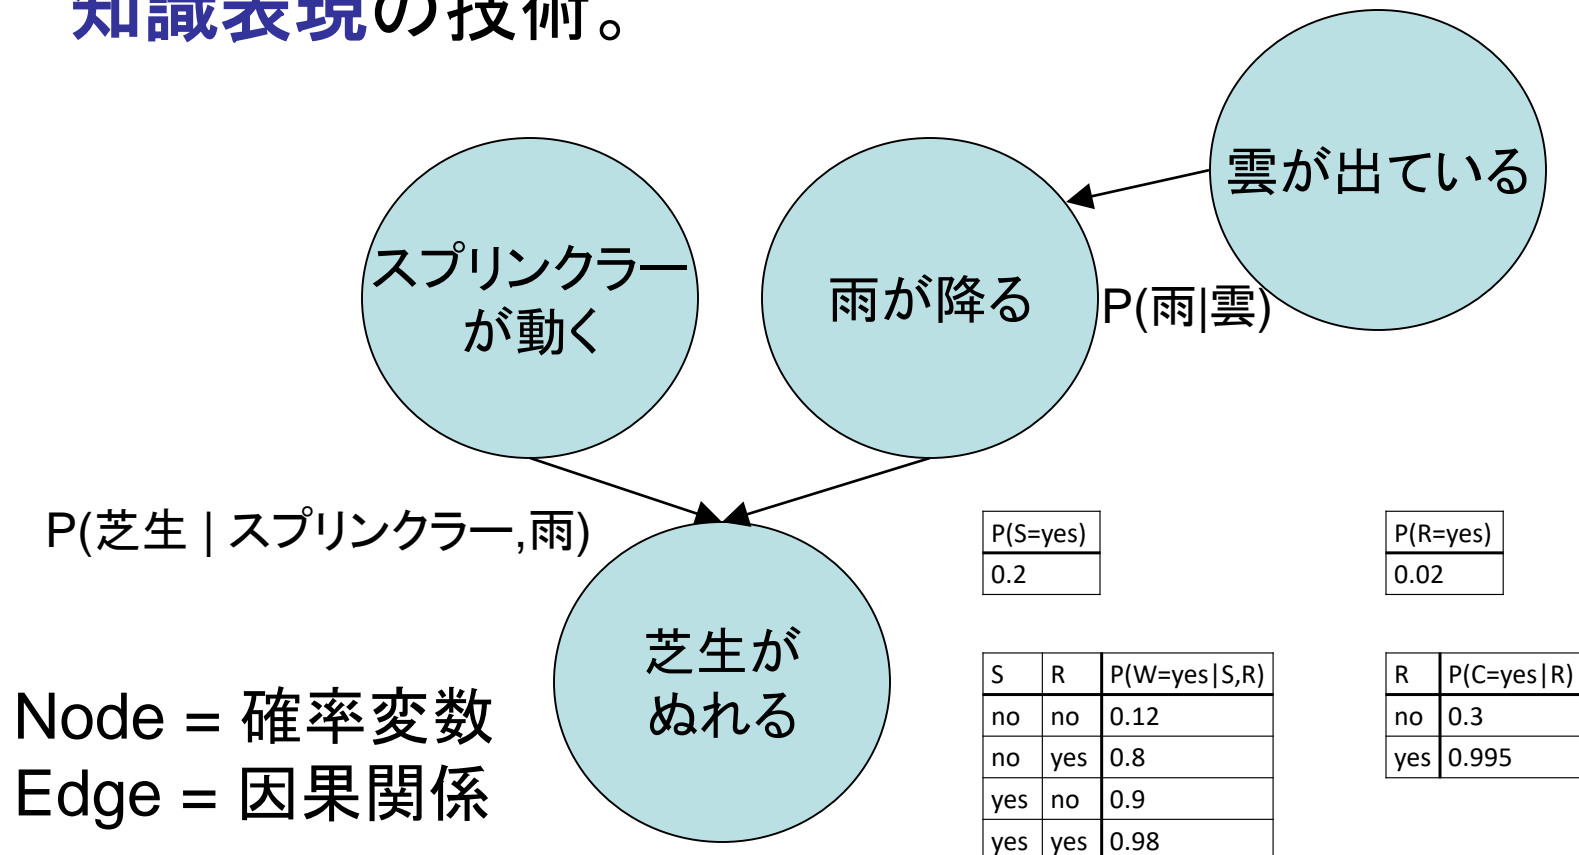 知識表現の技術。
雲が出ている
スプリンクラー
が動く
雨が降る
P(雨|雲)
P(芝生 | スプリンクラー,雨)
芝生が
ぬれる
Node = 確率変数
Edge = 因果関係
P(S=yes)
0.2
P(R=yes)
0.02
S R P(W=yes|S,R)
no no 0.12
no yes 0.8
yes no 0.9
yes yes 0.98
R P(C=yes|R)
no 0.3
yes 0.995